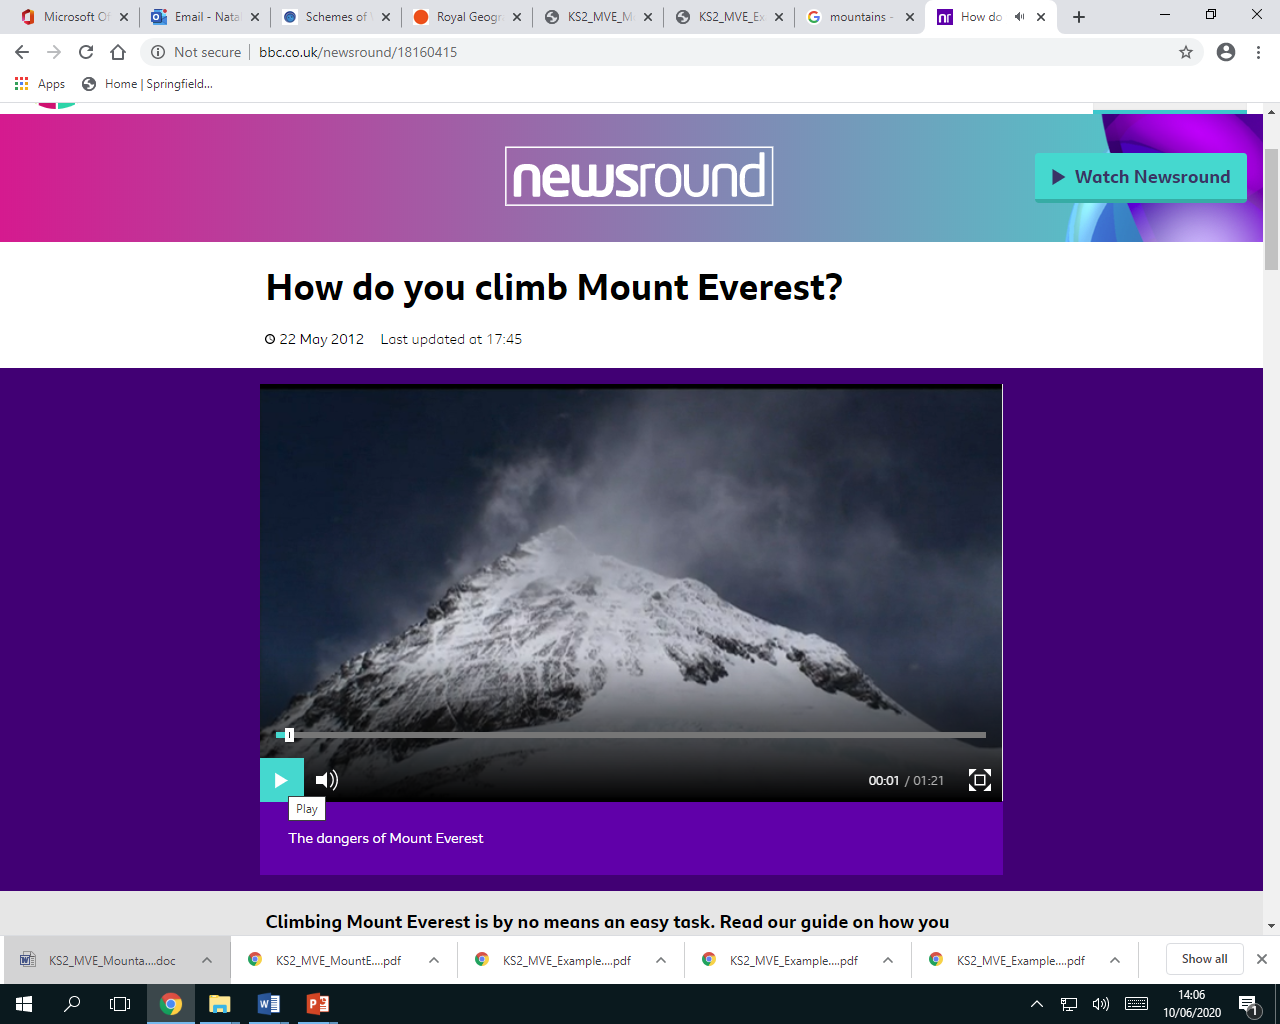 Microsoft Of
Email - Nata
Schemes of
Royal Geogr
KS2_MVE_M
KS2_MVE_Ex
mountains -
How do
Not secure | bbc.co.uk/newsround/18160415
Apps
Home | Springfield...
newsround
Watch Newsround
How do you climb Mount Everest?
22 May 2012 Last updated at 17:45
00:01 / 01:21
Play
The dangers of Mount Everest
Climbing Mount Everest is by no means an easy task. Read our guide on how you
KS2_MVE_Mounta....doc
KS2_MVE_MountE....pdf
KS2_MVE_Example....pdf
KS2_MVE_Example....pdf
KS2_MVE_Example....pdf
Show all
14:06
10/06/2020
1